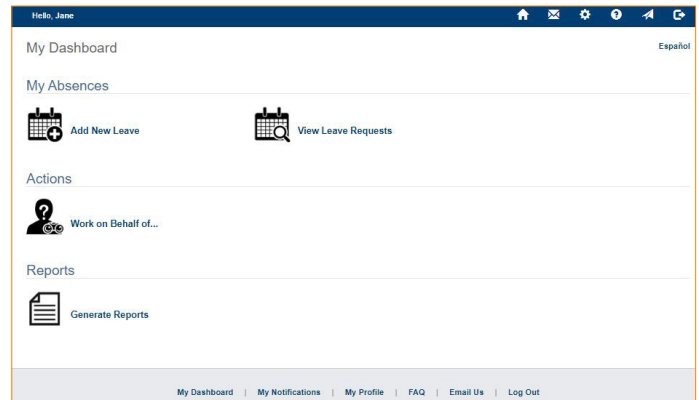 Hello, Jane
My Dashboard
Español
My Absences
Add New Leave
View Leave Requests
Actions
Work on Behalf of...
Reports
Generate Reports
My Dashboard | My Notifications | My Profile | FAQ | Email Us | Log Out